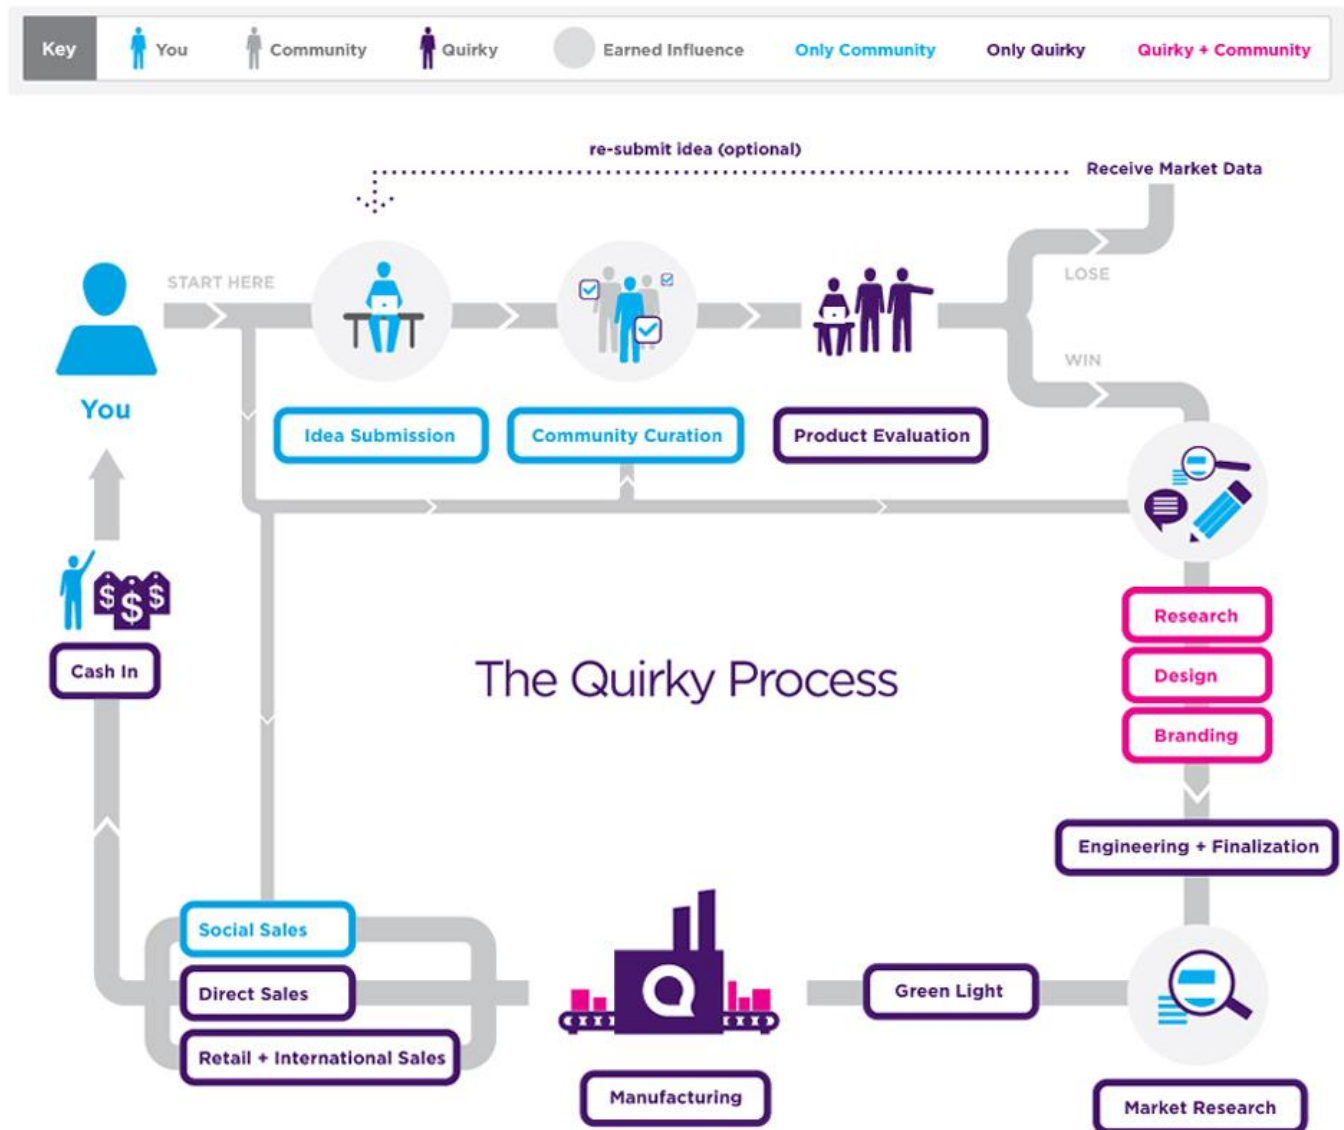 Key
You
Community
Quirky
Earned Influence
Only Community
Only Quirky
Quirky + Community
re-submit idea (optional)
Receive Market Data
START HERE
LOSE
WIN
You
Idea Submission
Community Curation
Product Evaluation
$ $ $
Cash In
The Quirky Process
Research
Design
Branding
Engineering + Finalization
Social Sales
Direct Sales
Retail + International Sales
Green Light
Manufacturing
Market Research